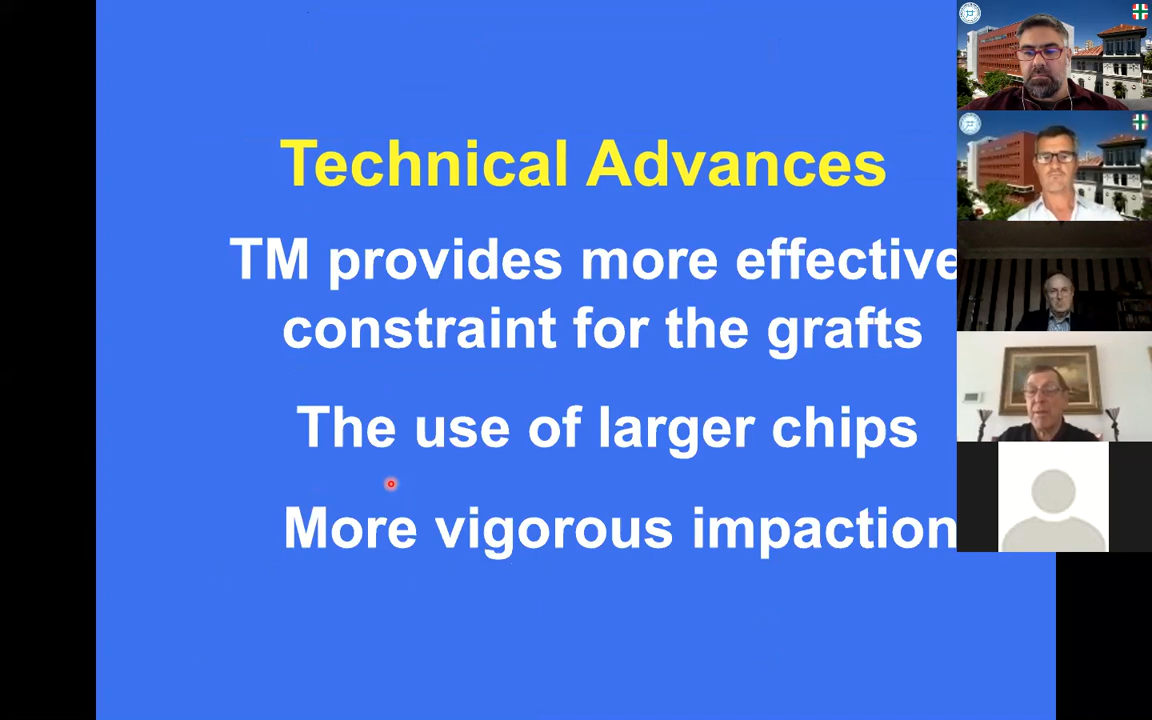 Technical Advances
TM provides more effective
constraint for the grafts
The use of larger chips
More vigorous impaction